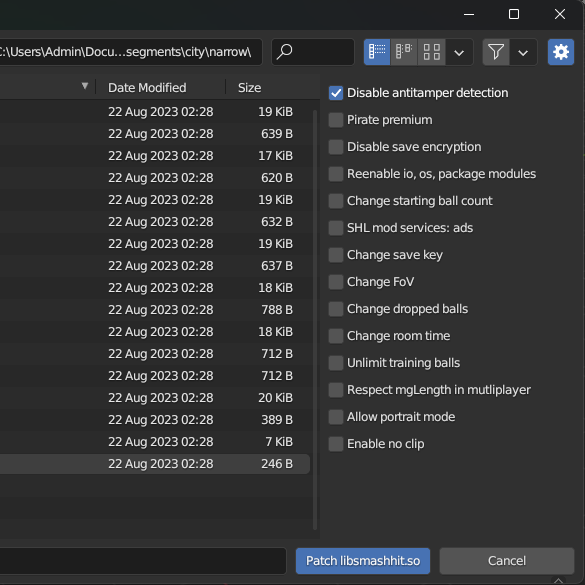 C:\Users\Admin\Docu...segments\city\narrow\
Date Modified Size
22 Aug 2023 02:28 19 KiB
22 Aug 2023 02:28 639 B
22 Aug 2023 02:28 17 KiB
22 Aug 2023 02:28 620 B
22 Aug 2023 02:28 19 KiB
22 Aug 2023 02:28 632 B
22 Aug 2023 02:28 19 KiB
22 Aug 2023 02:28 637 B
22 Aug 2023 02:28 18 KiB
22 Aug 2023 02:28 788 B
22 Aug 2023 02:28 18 KiB
22 Aug 2023 02:28 712 B
22 Aug 2023 02:28 712 B
22 Aug 2023 02:28 20 KiB
22 Aug 2023 02:28 389 B
22 Aug 2023 02:28 7 KiB
22 Aug 2023 02:28 246 B
Disable antitamper detection
Pirate premium
Disable save encryption
Reenable io, os, package modules
Change starting ball count
SHL mod services: ads
Change save key
Change FoV
Change dropped balls
Change room time
Unlimit training balls
Respect mgLength in mutliplayer
Allow portrait mode
Enable no clip
Patch libsmashhit.so
Cancel